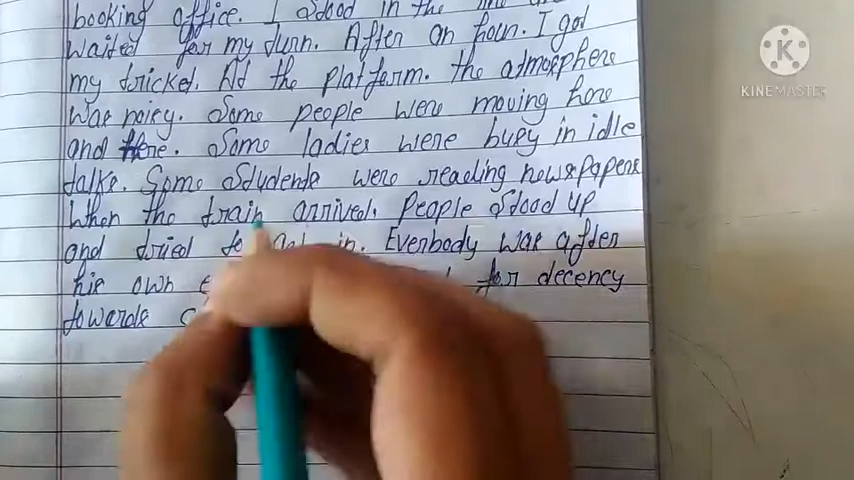 booking office. I stood in the line and
waited for my turn. After an hour. I got
my tricket. At the platform. the atmosphere
was noisy. Some people were moving here
and there. Some ladies were busy in idle
talks. Some Students were reading newspapers
When the train arrived. People stood up
and tried to get in. Everbody was after
his own for decency
towards
K
KINEMASTER